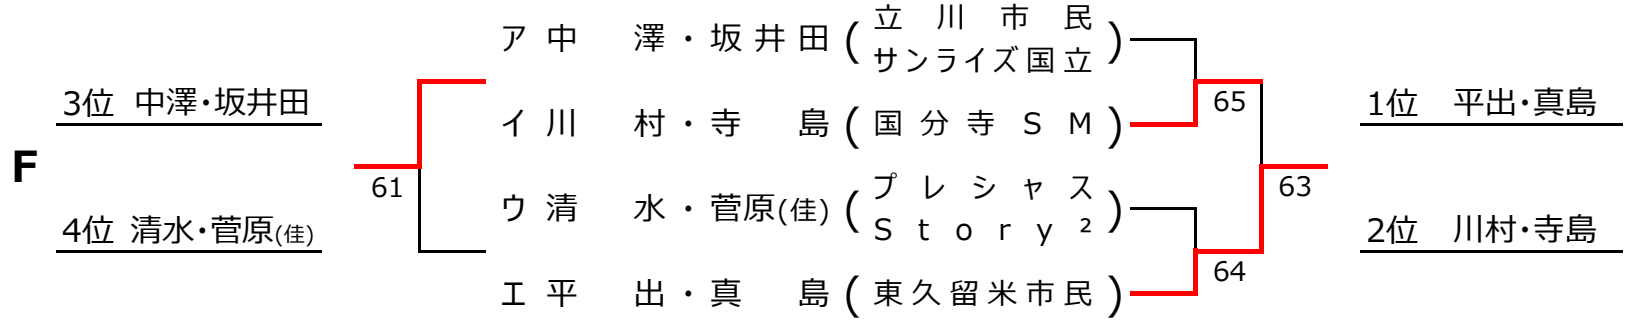 F
3位 中澤・坂井田
4位 清水・菅原(佳)
61
ア 中 澤・坂井田 (立川市民 サンライズ国立)
イ 川 村・寺 島 (国分寺SM)
ウ 清 水・菅原(佳) (プレシャス Story²)
エ 平 出・真 島 (東久留米市民)
65
64
63
1位 平出・真島
2位 川村・寺島